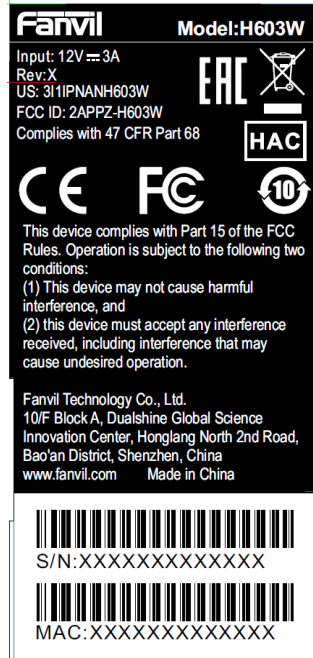 Fanvil Model:H603W
Input: 12V⎓3A
Rev:X
US: 3I1IPNANH603W
FCC ID: 2APPZ-H603W
Complies with 47 CFR Part 68
EAC
HAC
CE FC 10
This device complies with Part 15 of the FCC
Rules. Operation is subject to the following two
conditions:
(1) This device may not cause harmful
interference, and
(2) this device must accept any interference
received, including interference that may
cause undesired operation.
Fanvil Technology Co., Ltd.
10/F Block A, Dualshine Global Science
Innovation Center, Honglang North 2nd Road,
Bao'an District, Shenzhen, China
www.fanvil.com Made in China
S/N:XXXXXXXXXXXXX
MAC:XXXXXXXXXXXXX